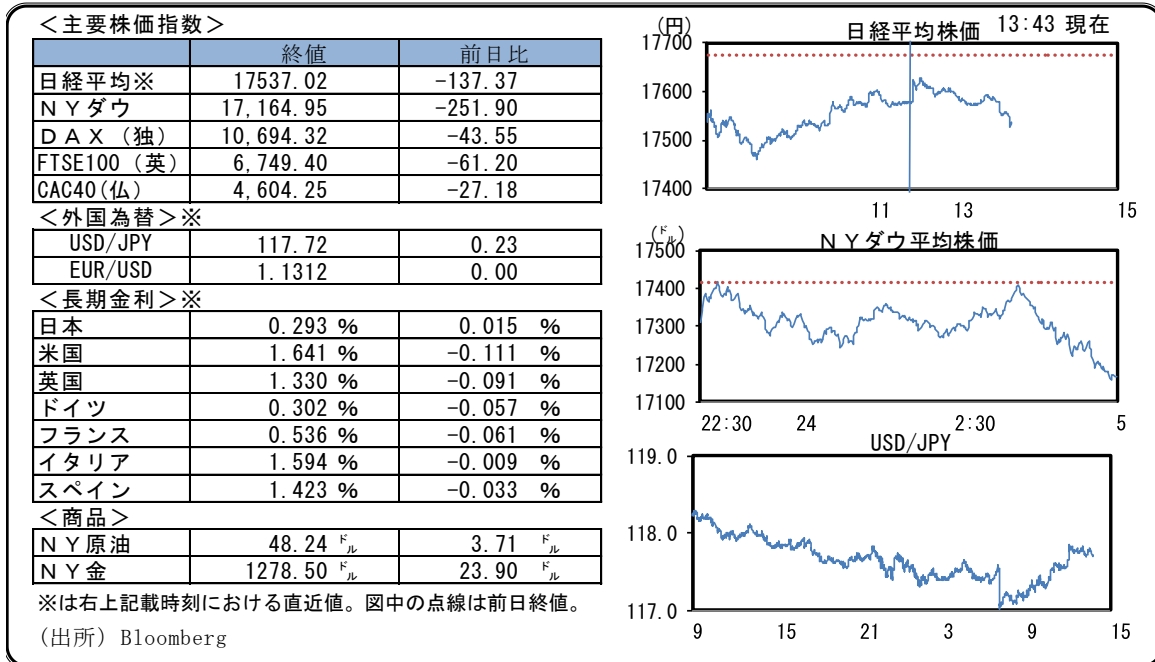 ＜主要株価指数＞
終値 前日比
日経平均※ 17537.02 −137.37
ＮＹダウ 17,164.95 −251.90
ＤＡＸ（独） 10,694.32 −43.55
FTSE100（英） 6,749.40 −61.20
CAC40(仏) 4,604.25 −27.18
＜外国為替＞※
USD/JPY 117.72 0.23
EUR/USD 1.1312 0.00
＜長期金利＞※
日本 0.293 % 0.015 %
米国 1.641 % −0.111 %
英国 1.330 % −0.091 %
ドイツ 0.302 % −0.057 %
フランス 0.536 % −0.061 %
イタリア 1.594 % −0.009 %
スペイン 1.423 % −0.033 %
＜商品＞
ＮＹ原油 48.24 ㌦ 3.71 ㌦
ＮＹ金 1278.50 ㌦ 23.90 ㌦
※は右上記載時刻における直近値。図中の点線は前日終値。
(出所) Bloomberg
(円) 日経平均株価 13:43 現在
17700
17600
17500
17400
11 13 15
(㌦) ＮＹダウ平均株価
17500
17400
17300
17200
17100
22:30 24 2:30 5
USD/JPY
119.0
118.0
117.0
9 15 21 3 9 15